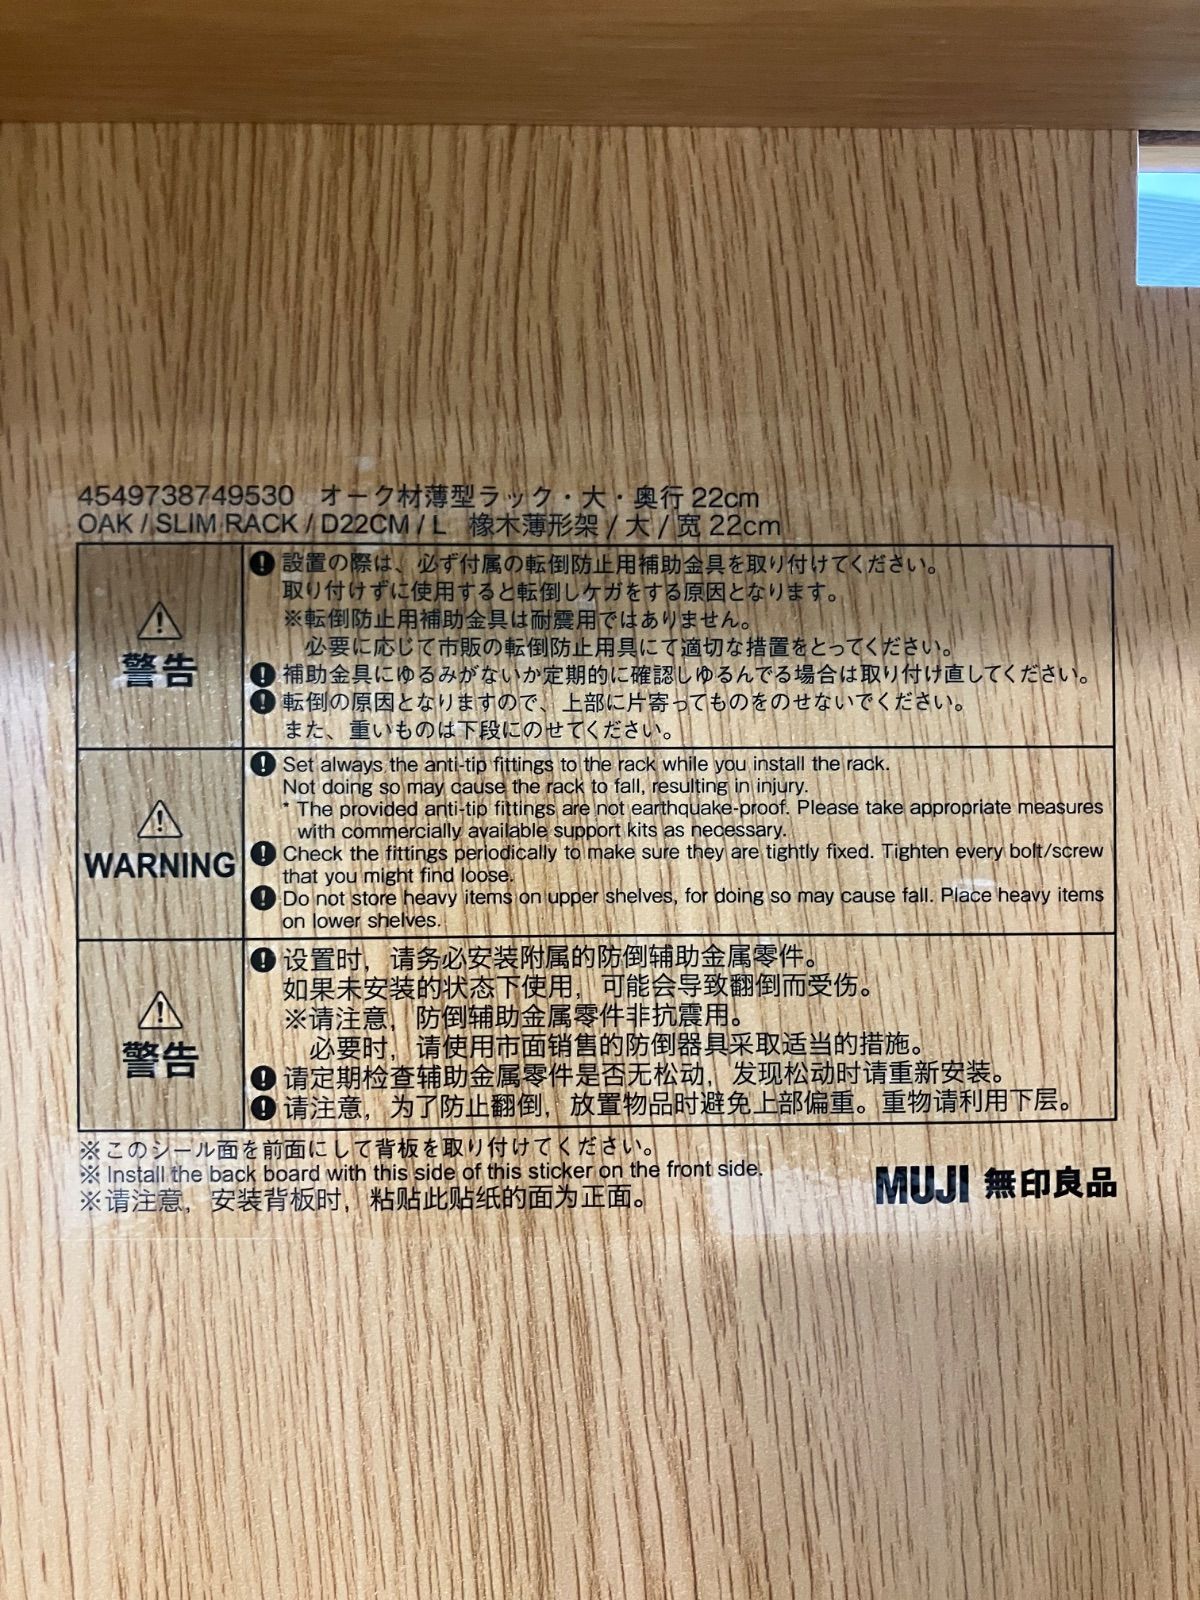 4549738749530 オーク材薄型ラック・大・奥行 22cm
OAK / SLIM RACK / D22CM / L 橡木薄形架 / 大 / 宽 22cm
警告
設置の際は、必ず付属の転倒防止用補助金具を取り付けてください。
取り付けずに使用すると転倒しケガをする原因となります。
※転倒防止用補助金具は耐震用ではありません。
必要に応じて市販の転倒防止用具にて適切な措置をとってください。
補助金具にゆるみがないか定期的に確認しゆるんでる場合は取り付け直してください。
転倒の原因となりますので、上部に片寄ってものをのせないでください。
また、重いものは下段にのせてください。
WARNING
Set always the anti-tip fittings to the rack while you install the rack.
Not doing so may cause the rack to fall, resulting in injury.
* The provided anti-tip fittings are not earthquake-proof. Please take appropriate measures
with commercially available support kits as necessary.
Check the fittings periodically to make sure they are tightly fixed. Tighten every bolt/screw
that you might find loose.
Do not store heavy items on upper shelves, for doing so may cause fall. Place heavy items
on lower shelves.
警告
设置时，请务必安装附属的防倒辅助金属零件。
如果未安装的状态下使用，可能会导致翻倒而受伤。
※请注意，防倒辅助金属零件非抗震用。
必要时，请使用市面销售的防倒器具采取适当的措施。
请定期检查辅助金属零件是否无松动，发现松动时请重新安装。
请注意，为了防止翻倒，放置物品时避免上部偏重。重物请利用下层。
※このシール面を前面にして背板を取り付けてください。
※ Install the back board with this side of this sticker on the front side.
※请注意，安装背板时，粘贴此贴纸的面为正面。
MUJI 無印良品